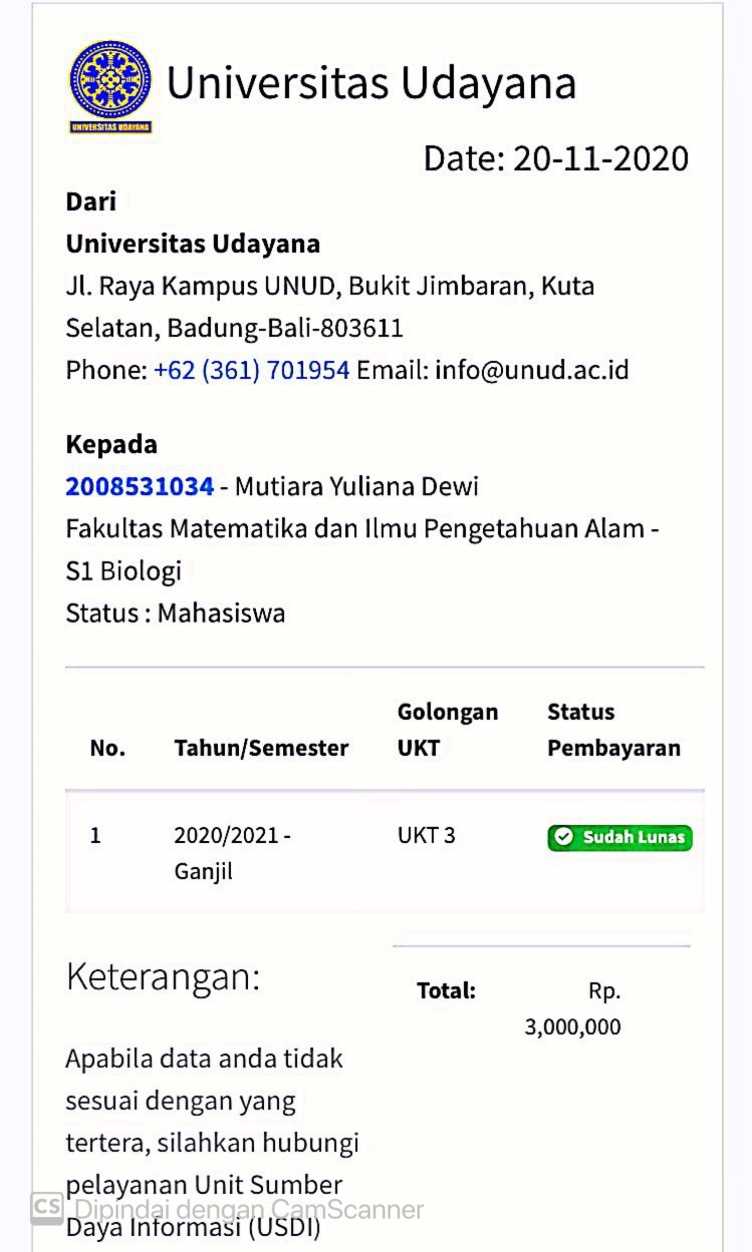 UNIVERSITAS UDAYANA
Universitas Udayana
Date: 20-11-2020
Dari
Universitas Udayana
Jl. Raya Kampus UNUD, Bukit Jimbaran, Kuta
Selatan, Badung-Bali-803611
Phone: +62 (361) 701954 Email: info@unud.ac.id
Kepada
2008531034 - Mutiara Yuliana Dewi
Fakultas Matematika dan Ilmu Pengetahuan Alam -
S1 Biologi
Status : Mahasiswa
No. Tahun/Semester Golongan UKT Status Pembayaran
1 2020/2021 - Ganjil UKT 3 Sudah Lunas
Keterangan:
Total: Rp. 3,000,000
Apabila data anda tidak
sesuai dengan yang
tertera, silahkan hubungi
pelayanan Unit Sumber
Daya Informasi (USDI)
CS Dipindai dengan CamScanner